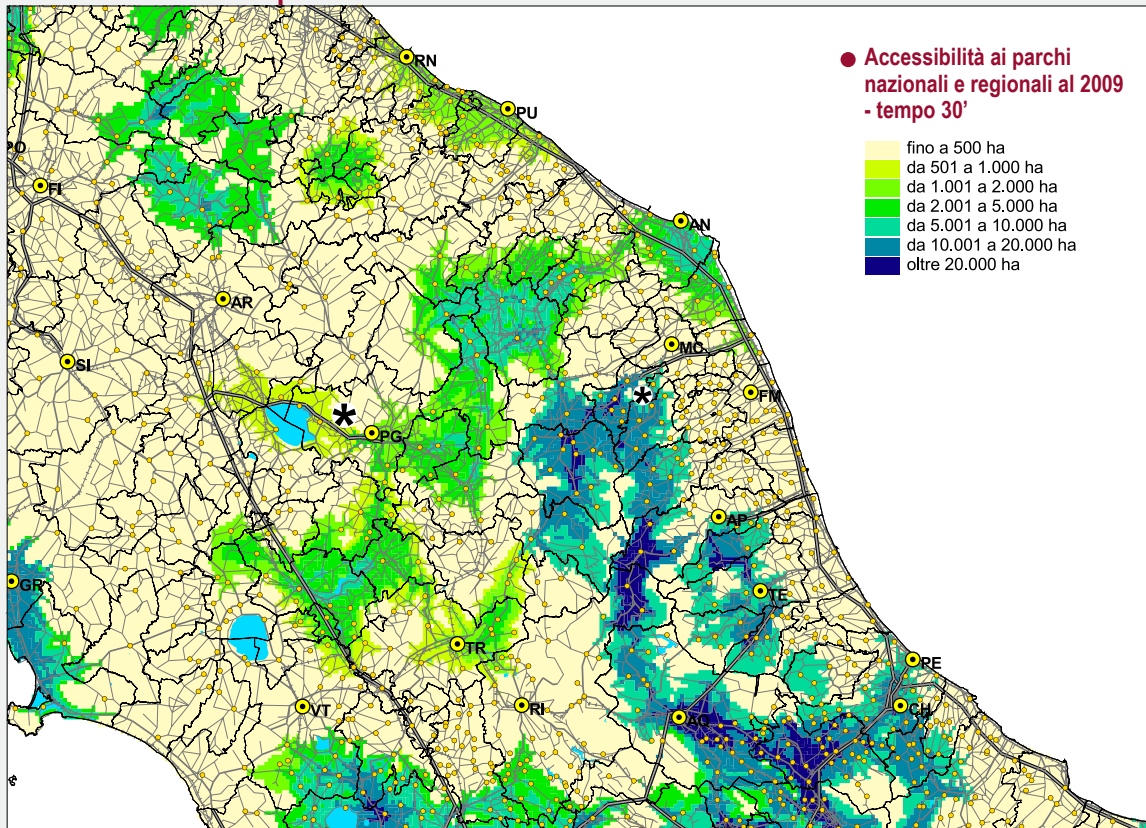 Accessibilità ai parchi
nazionali e regionali al 2009
- tempo 30’
fino a 500 ha
da 501 a 1.000 ha
da 1.001 a 2.000 ha
da 2.001 a 5.000 ha
da 5.001 a 10.000 ha
da 10.001 a 20.000 ha
oltre 20.000 ha
RN
PU
PO
FI
AN
AR
MC
SI
FM
*
*
PG
AP
GR
TE
TR
PE
VT
RI
AQ
CH